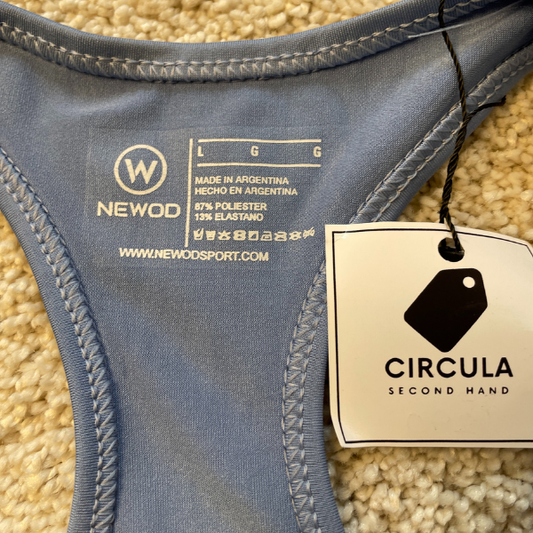 W
NEWOD
L G G
MADE IN ARGENTINA
HECHO EN ARGENTINA
87% POLIESTER
13% ELASTANO
WWW.NEWODSPORT.COM
CIRCULA
SECOND HAND